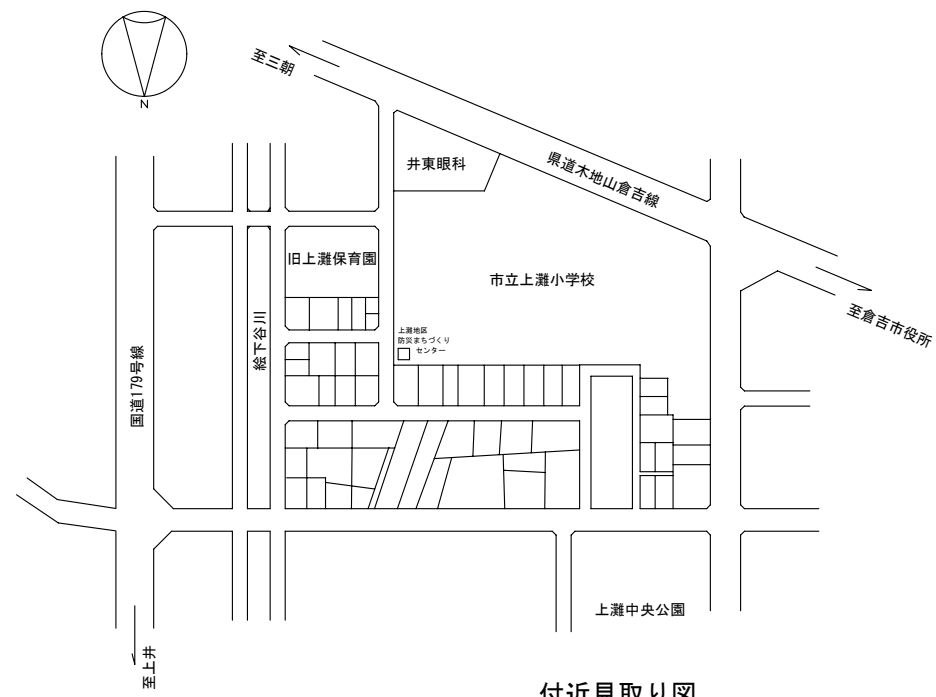 N
至三朝
井東眼科
県道木地山倉吉線
旧上灘保育園
市立上灘小学校
至倉吉市役所
上灘地区
防災まちづくり
センター
絵下谷川
国道179号線
上灘中央公園
至上井
付近見取り図